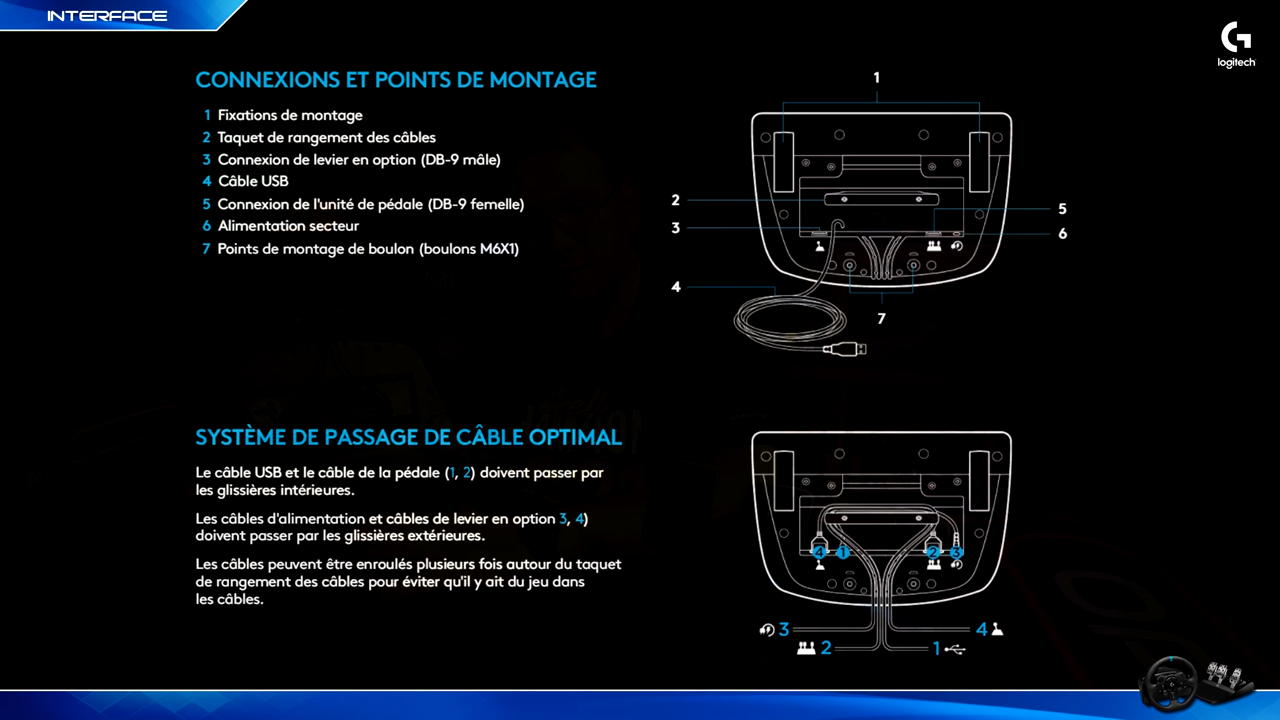 INTERFACE
logitech
CONNEXIONS ET POINTS DE MONTAGE
1 Fixations de montage
2 Taquet de rangement des câbles
3 Connexion de levier en option (DB-9 mâle)
4 Câble USB
5 Connexion de l'unité de pédale (DB-9 femelle)
6 Alimentation secteur
7 Points de montage de boulon (boulons M6X1)
1
2
3
4
5
6
7
SYSTÈME DE PASSAGE DE CÂBLE OPTIMAL
Le câble USB et le câble de la pédale (1, 2) doivent passer par
les glissières intérieures.
Les câbles d'alimentation et câbles de levier en option 3, 4)
doivent passer par les glissières extérieures.
Les câbles peuvent être enroulés plusieurs fois autour du taquet
de rangement des câbles pour éviter qu'il y ait du jeu dans
les câbles.
4 1 2 3
3 4
2 1